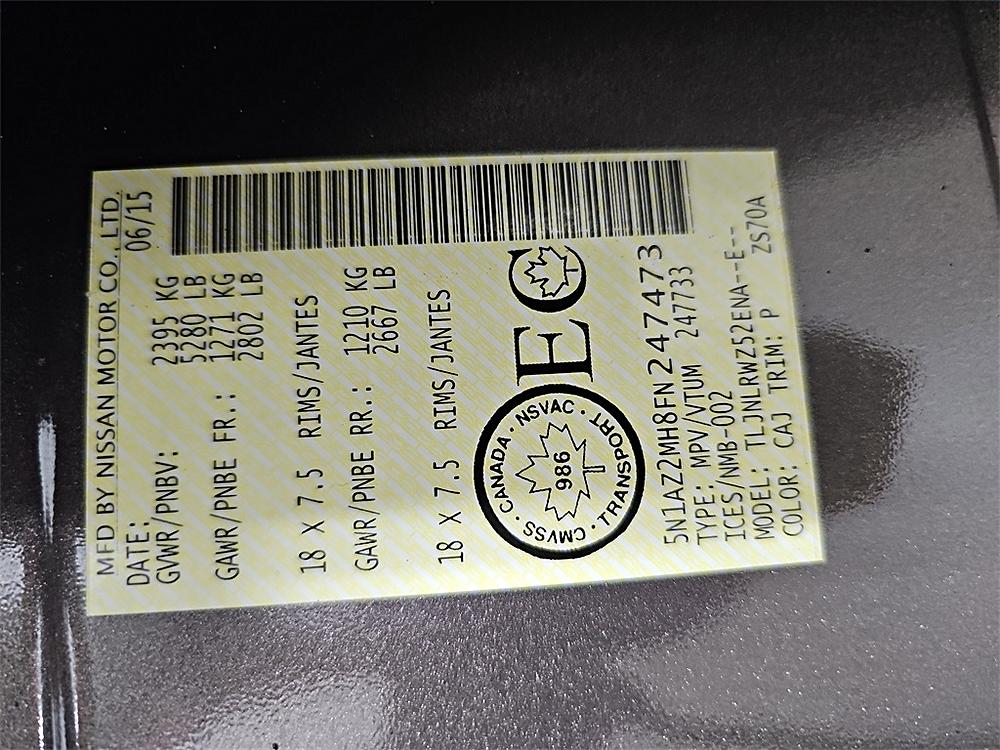 MFD BY NISSAN MOTOR CO., LTD.
DATE: 06/15
GVWR/PNBV: 2395 KG
5280 LB
GAWR/PNBE FR.: 1271 KG
2802 LB
18 X 7.5 RIMS/JANTES
GAWR/PNBE RR.: 1210 KG
2667 LB
18 X 7.5 RIMS/JANTES
CANADA · NSVAC · TRANSPORT · CMVSS ·
986
EC
5N1AZ2MH8FN247473
TYPE: MPV/VTUM 247733
ICES/NMB-002
MODEL: TLJNLRWZ52ENA--E--
COLOR: CAJ TRIM: P ZS70A